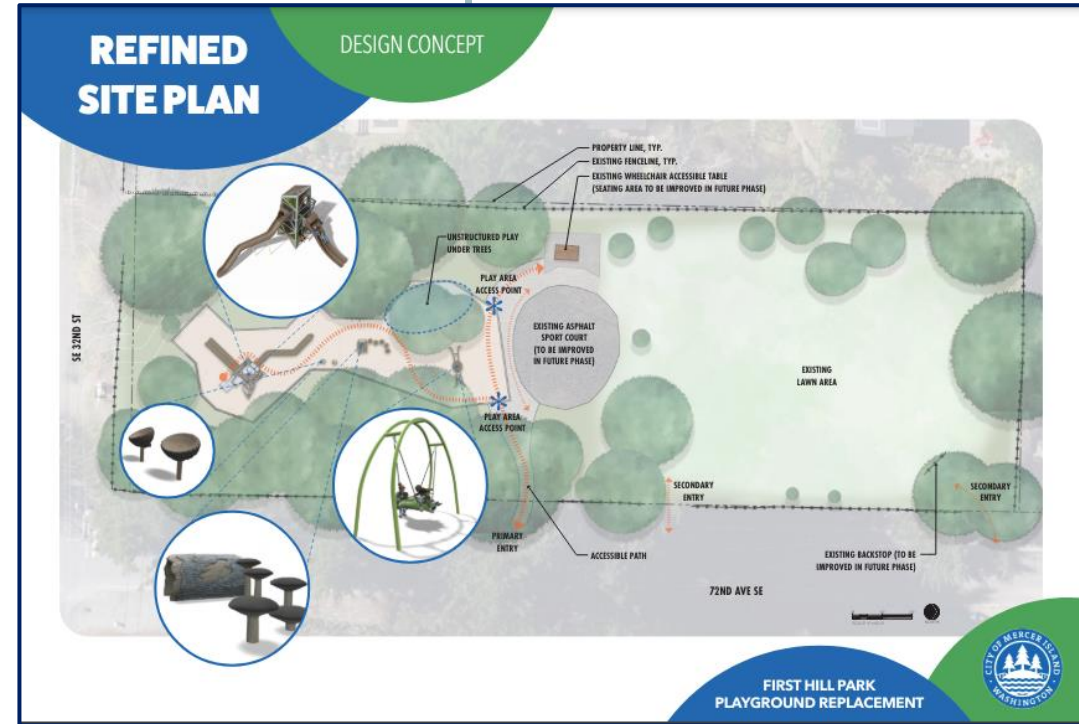 REFINED
SITE PLAN
DESIGN CONCEPT
PROPERTY LINE, TYP.
EXISTING FENCELINE, TYP.
EXISTING WHEELCHAIR ACCESSIBLE TABLE
(SEATING AREA TO BE IMPROVED IN FUTURE PHASE)
UNSTRUCTURED PLAY
UNDER TREES
PLAY AREA
ACCESS POINT
EXISTING ASPHALT
SPORT COURT
(TO BE IMPROVED
IN FUTURE PHASE)
SE 32ND ST
EXISTING
LAWN AREA
PLAY AREA
ACCESS POINT
SECONDARY
ENTRY
SECONDARY
ENTRY
PRIMARY
ENTRY
ACCESSIBLE PATH
EXISTING BACKSTOP (TO BE
IMPROVED IN FUTURE PHASE)
72ND AVE SE
FIRST HILL PARK
PLAYGROUND REPLACEMENT
CITY OF MERCER ISLAND
WASHINGTON